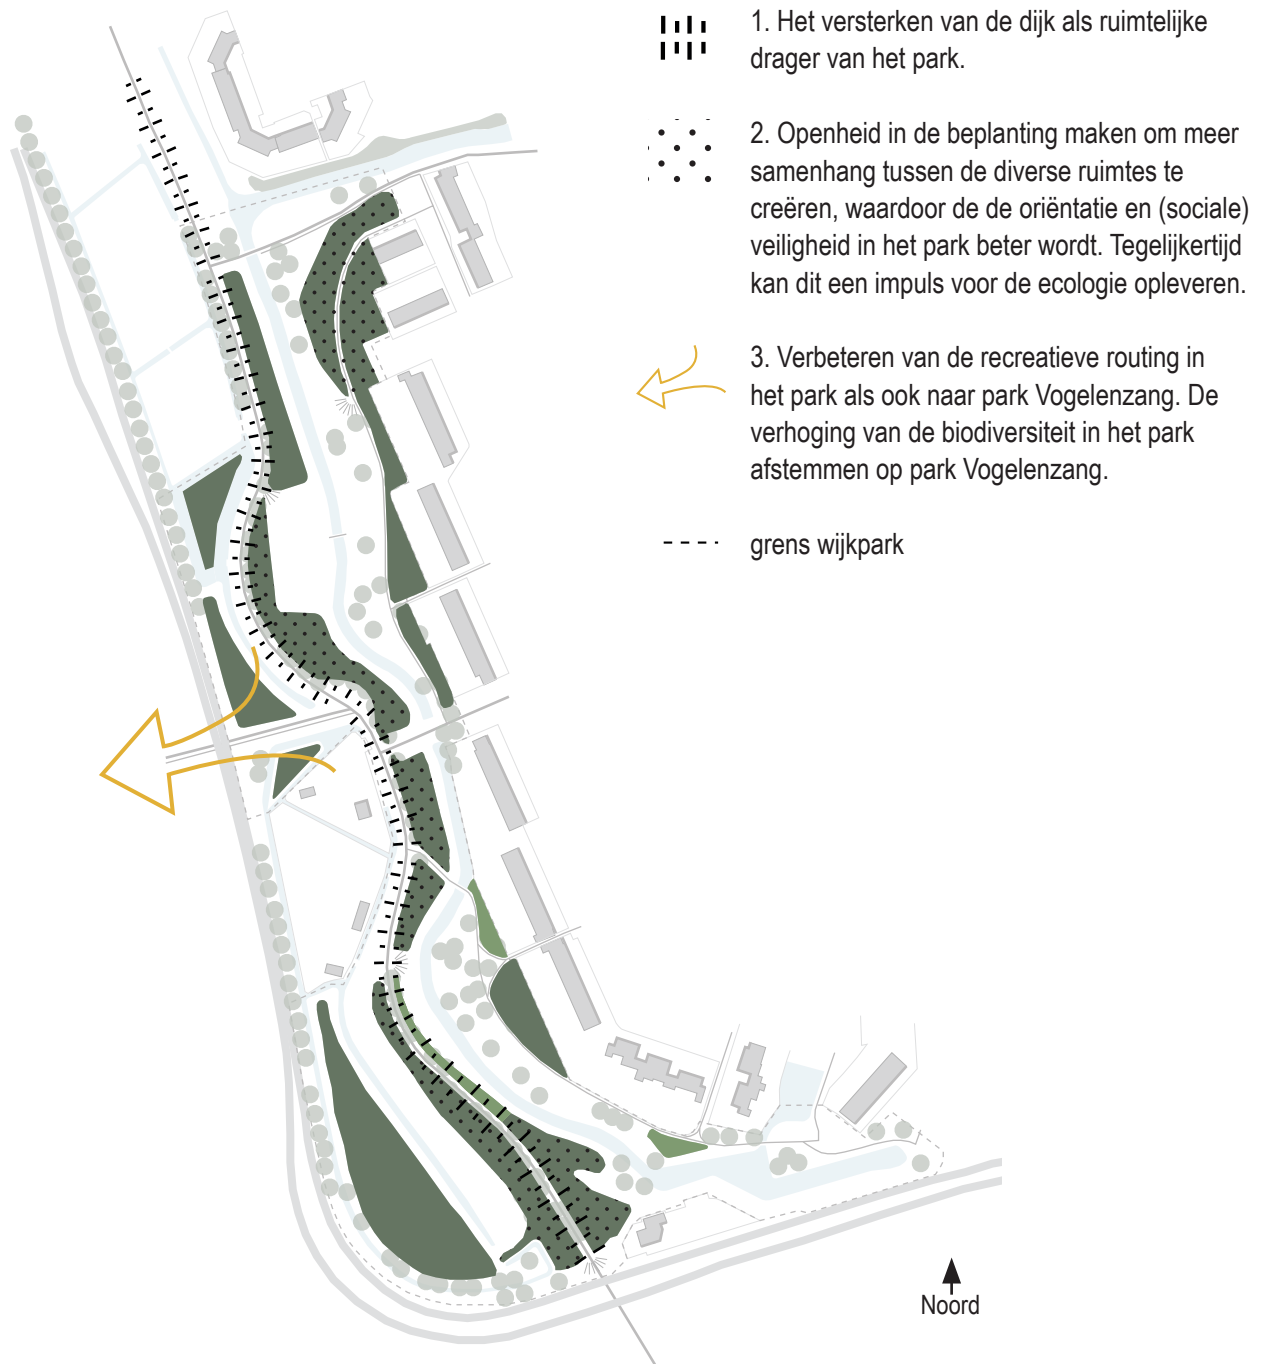 1. Het versterken van de dijk als ruimtelijke
drager van het park.
2. Openheid in de beplanting maken om meer
samenhang tussen de diverse ruimtes te
creëren, waardoor de de oriëntatie en (sociale)
veiligheid in het park beter wordt. Tegelijkertijd
kan dit een impuls voor de ecologie opleveren.
3. Verbeteren van de recreatieve routing in
het park als ook naar park Vogelenzang. De
verhoging van de biodiversiteit in het park
afstemmen op park Vogelenzang.
grens wijkpark
Noord